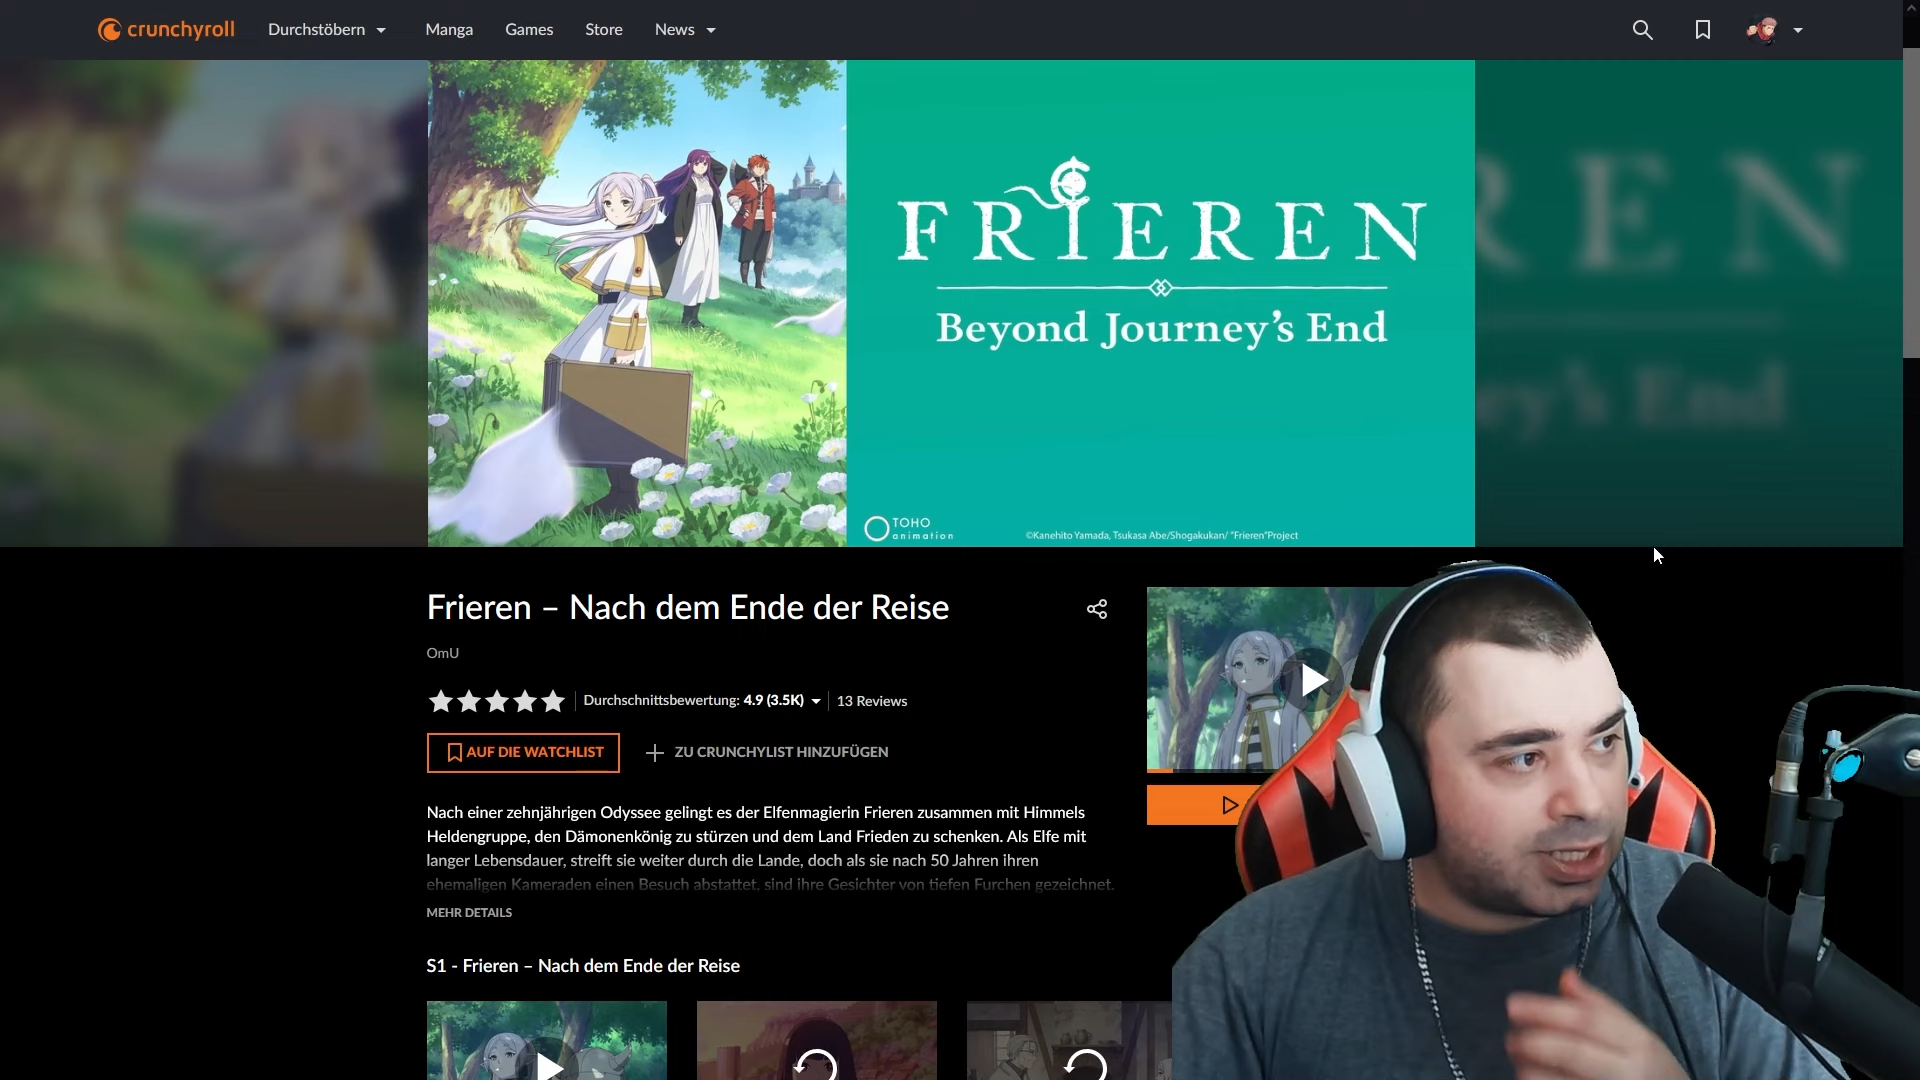 crunchyroll
Durchstöbern
Manga
Games
Store
News
FRIEREN
Beyond Journey's End
TOHO
animation
©Kanehito Yamada, Tsukasa Abe/Shogakukan/ "Frieren"Project
REN
ey's End
Frieren – Nach dem Ende der Reise
OmU
Durchschnittsbewertung: 4.9 (3.5K)
13 Reviews
AUF DIE WATCHLIST
ZU CRUNCHYLIST HINZUFÜGEN
Nach einer zehnjährigen Odyssee gelingt es der Elfenmagierin Frieren zusammen mit Himmels
Heldengruppe, den Dämonenkönig zu stürzen und dem Land Frieden zu schenken. Als Elfe mit
langer Lebensdauer, streift sie weiter durch die Lande, doch als sie nach 50 Jahren ihren
ehemaligen Kameraden einen Besuch abstattet, sind ihre Gesichter von tiefen Furchen gezeichnet.
MEHR DETAILS
S1 - Frieren – Nach dem Ende der Reise